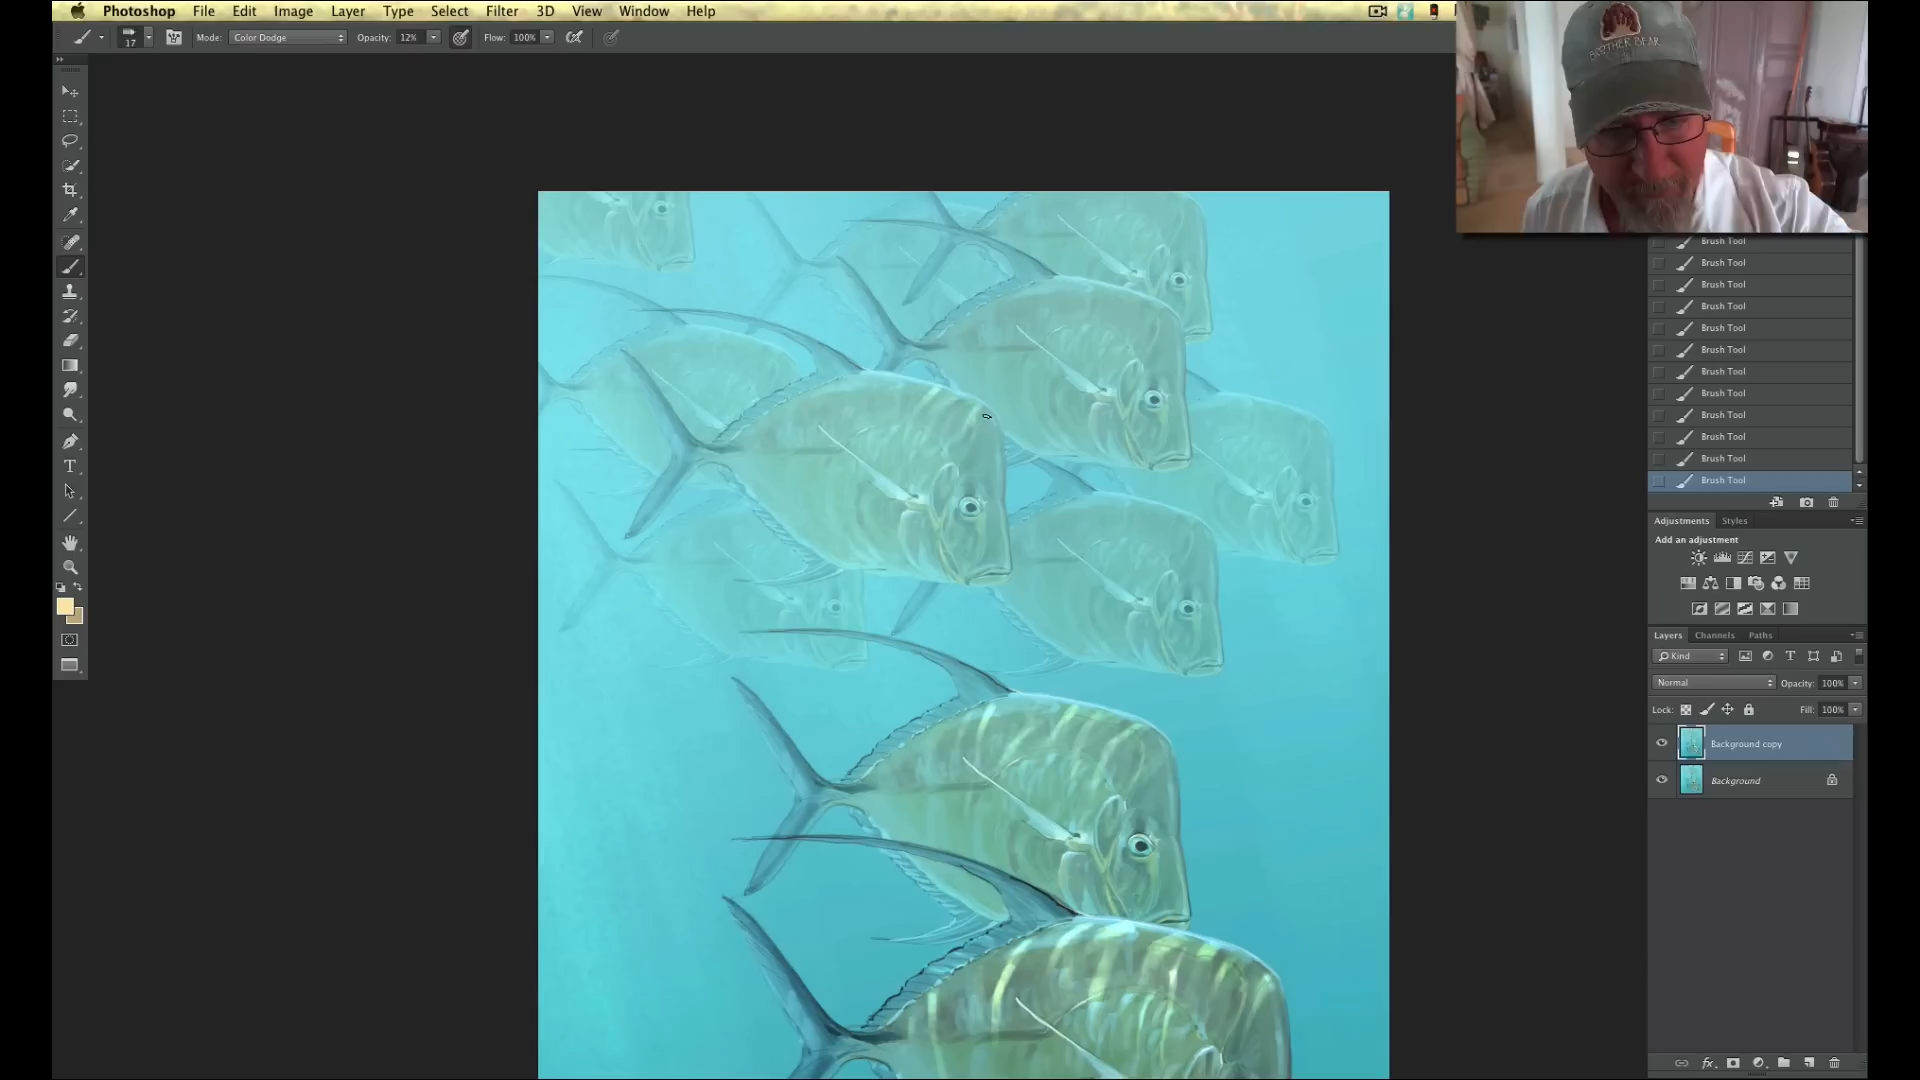 Photoshop File Edit Image Layer Type Select Filter 3D View Window Help
17 Mode: Color Dodge Opacity: 12% Flow: 100%
BROTHER BEAR
Brush Tool
Brush Tool
Brush Tool
Brush Tool
Brush Tool
Brush Tool
Brush Tool
Brush Tool
Brush Tool
Brush Tool
Brush Tool
Brush Tool
Adjustments Styles
Add an adjustment
Layers Channels Paths
Kind
Normal Opacity: 100%
Lock: Fill: 100%
Background copy
Background